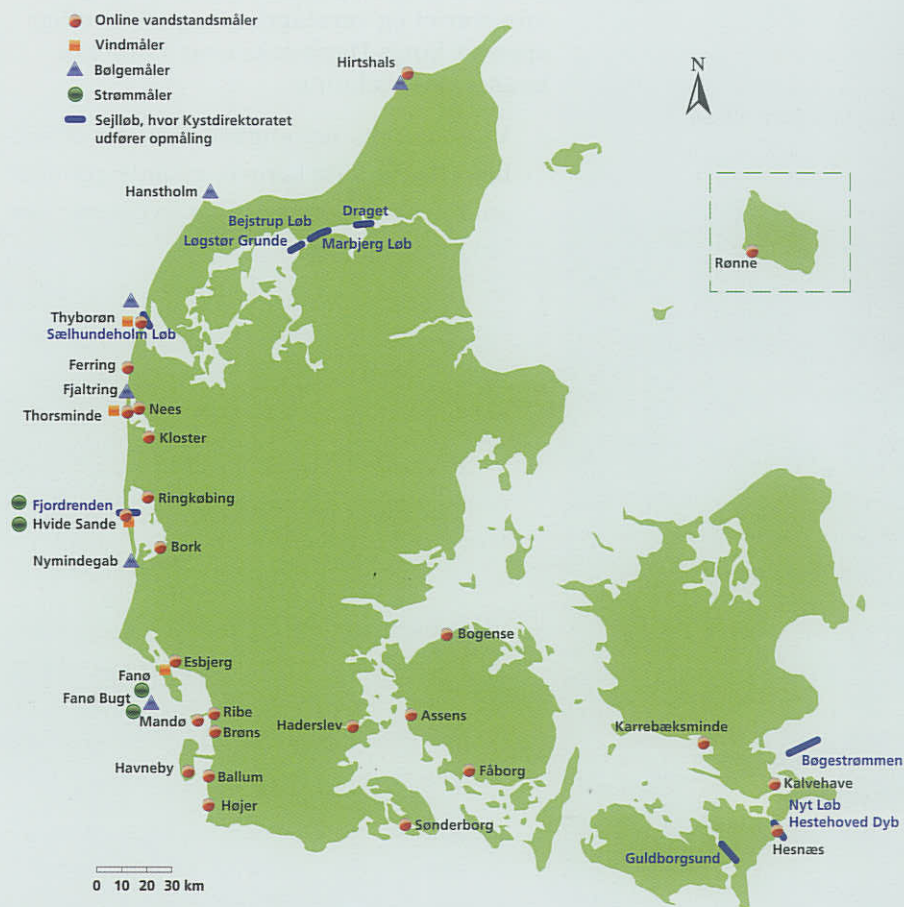 Online vandstandsmåler
Vindmåler
Bølgemåler
Strømmåler
Sejlløb, hvor Kystdirektoratet
udfører opmåling
Hirtshals
N
Hanstholm
Draget
Bejstrup Løb
Løgstør Grunde
Marbjerg Løb
Rønne
Thyborøn
Sælhundeholm Løb
Ferring
Fjaltring
Thorsminde
Nees
Kloster
Ringkøbing
Fjordrenden
Hvide Sande
Bork
Nymindegab
Bogense
Esbjerg
Fanø
Fanø Bugt
Mandø
Ribe
Brøns
Haderslev
Assens
Karrebæksminde
Bøgestrømmen
Havneby
Ballum
Fåborg
Kalvehave
Højer
Sønderborg
Nyt Løb
Hestehoved Dyb
Hesnæs
Guldborgsund
0 10 20 30 km